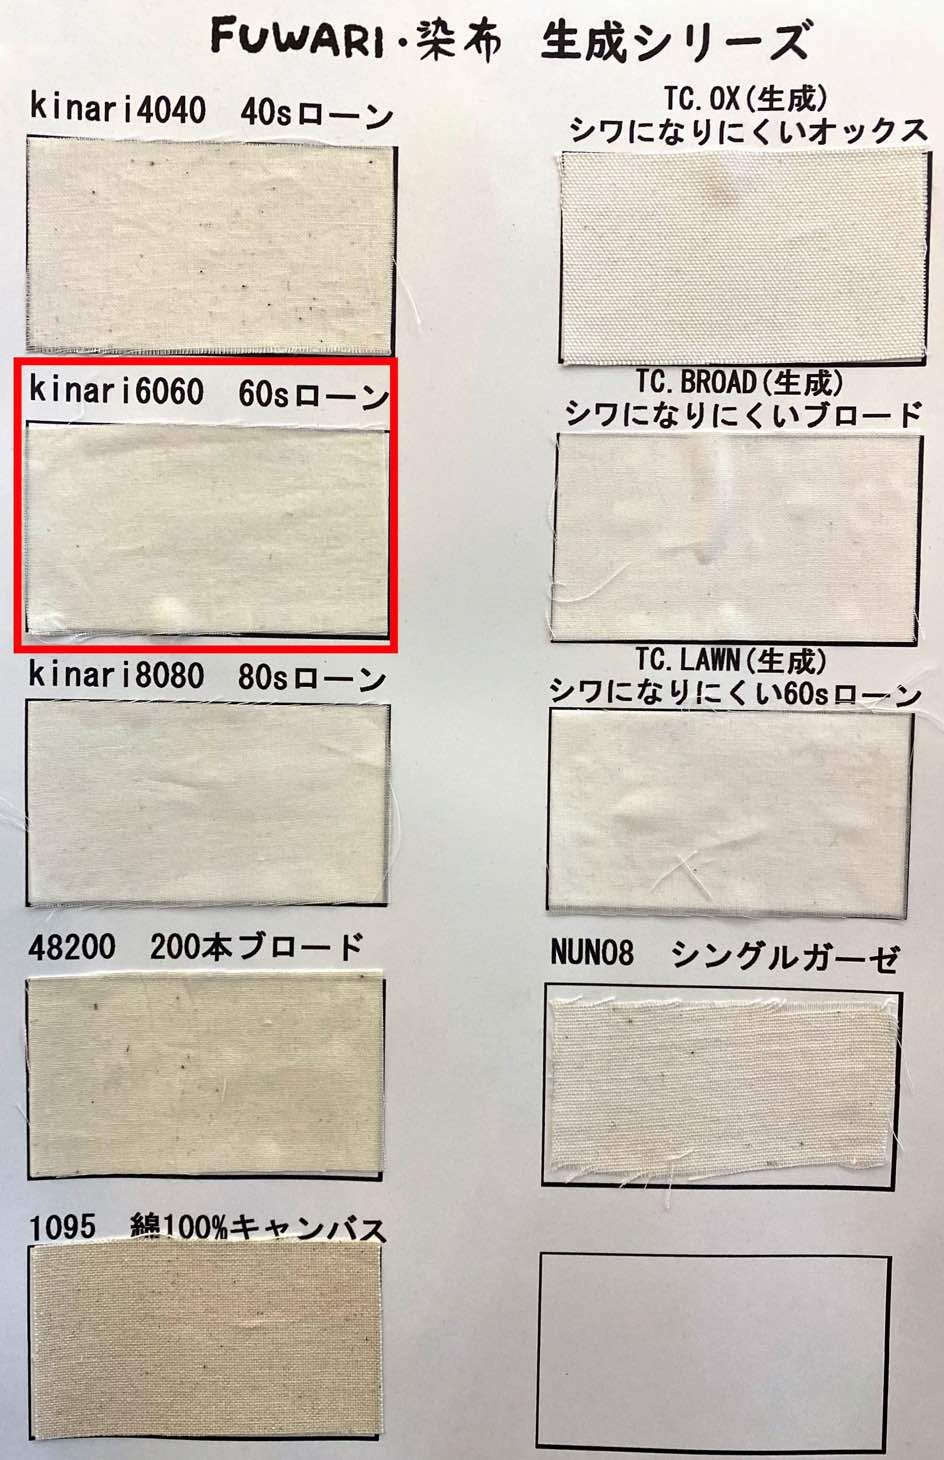 FUWARI・染布 生成シリーズ
kinari4040 40sローン
kinari6060 60sローン
kinari8080 80sローン
48200 200本ブロード
1095 綿100%キャンバス
TC.OX(生成)
シワになりにくいオックス
TC.BROAD(生成)
シワになりにくいブロード
TC.LAWN(生成)
シワになりにくい60sローン
NUNO8 シングルガーゼ